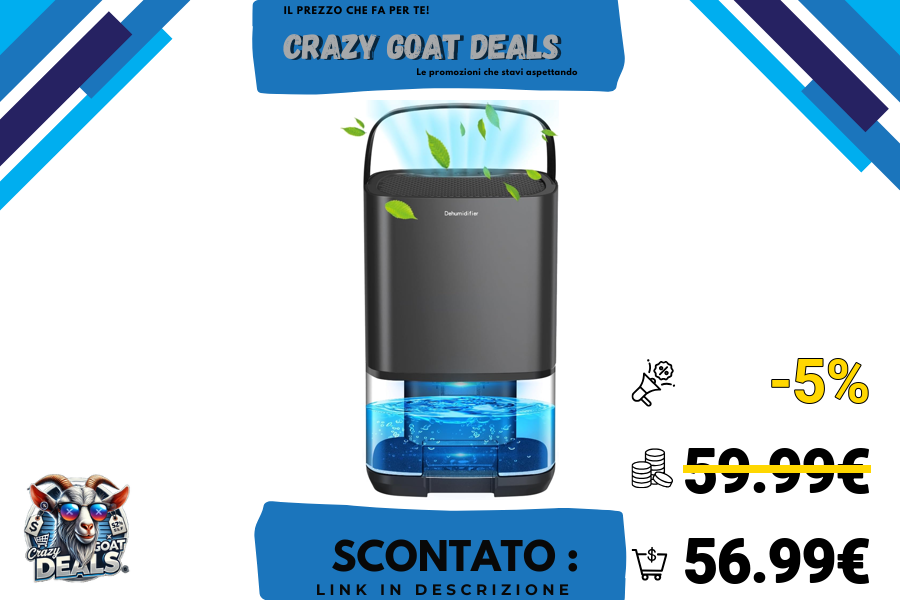 IL PREZZO CHE FA PER TE!
CRAZY GOAT DEALS
Le promozioni che stavi aspettando
Dehumidifier
-5%
59.99€
56.99€
SCONTATO :
LINK IN DESCRIZIONE
$
Crazy
GOAT
DEALS